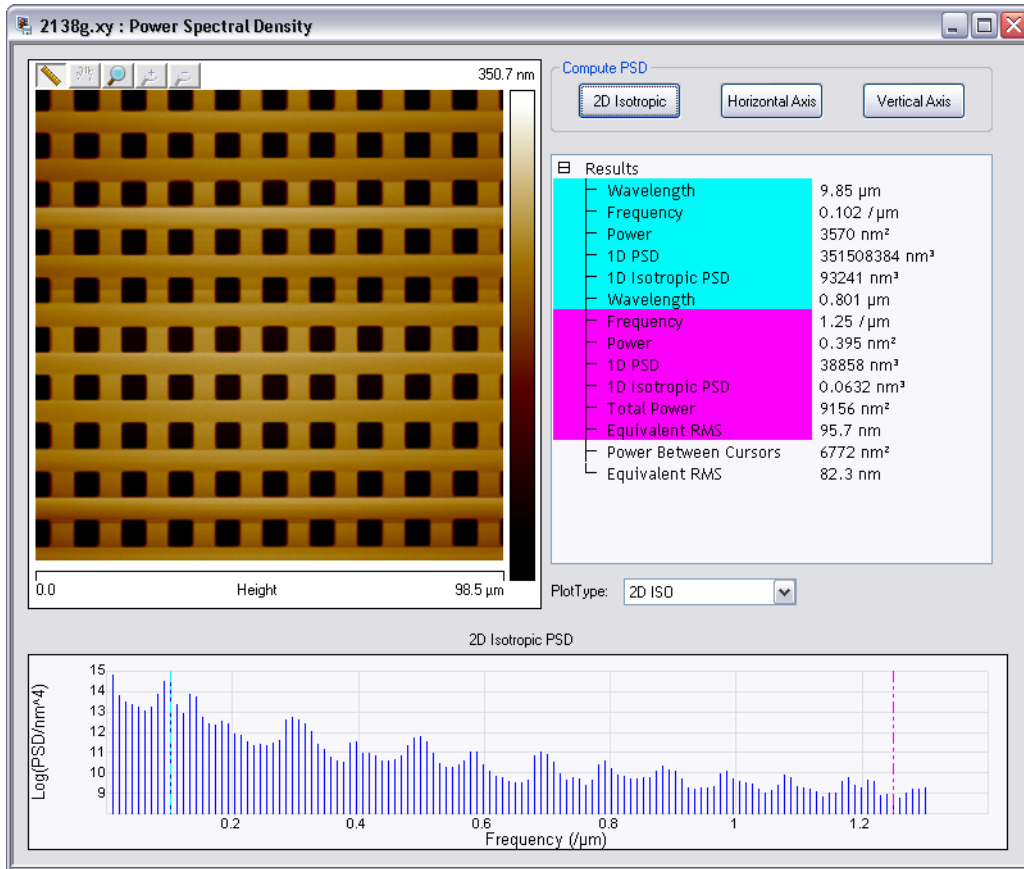 2138g.xy : Power Spectral Density
350.7 nm
0.0 Height 98.5 µm
Compute PSD
2D Isotropic Horizontal Axis Vertical Axis
Results
Wavelength 9.85 µm
Frequency 0.102 /µm
Power 3570 nm²
1D PSD 351508384 nm³
1D Isotropic PSD 93241 nm³
Wavelength 0.801 µm
Frequency 1.25 /µm
Power 0.395 nm²
1D PSD 38858 nm³
1D Isotropic PSD 0.0632 nm³
Total Power 9156 nm²
Equivalent RMS 95.7 nm
Power Between Cursors 6772 nm²
Equivalent RMS 82.3 nm
PlotType: 2D ISO
2D Isotropic PSD
Log(PSD/nm^4)
15
14
13
12
11
10
9
0.2 0.4 0.6 0.8 1 1.2
Frequency (/µm)